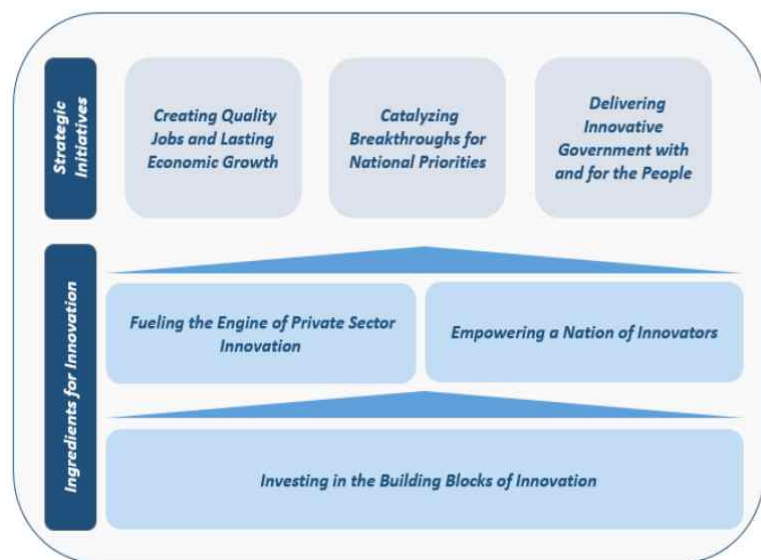 Strategic
Initiatives
Creating Quality
Jobs and Lasting
Economic Growth
Catalyzing
Breakthroughs for
National Priorities
Delivering
Innovative
Government with
and for the People
Ingredients for Innovation
Fueling the Engine of Private Sector
Innovation
Empowering a Nation of Innovators
Investing in the Building Blocks of Innovation